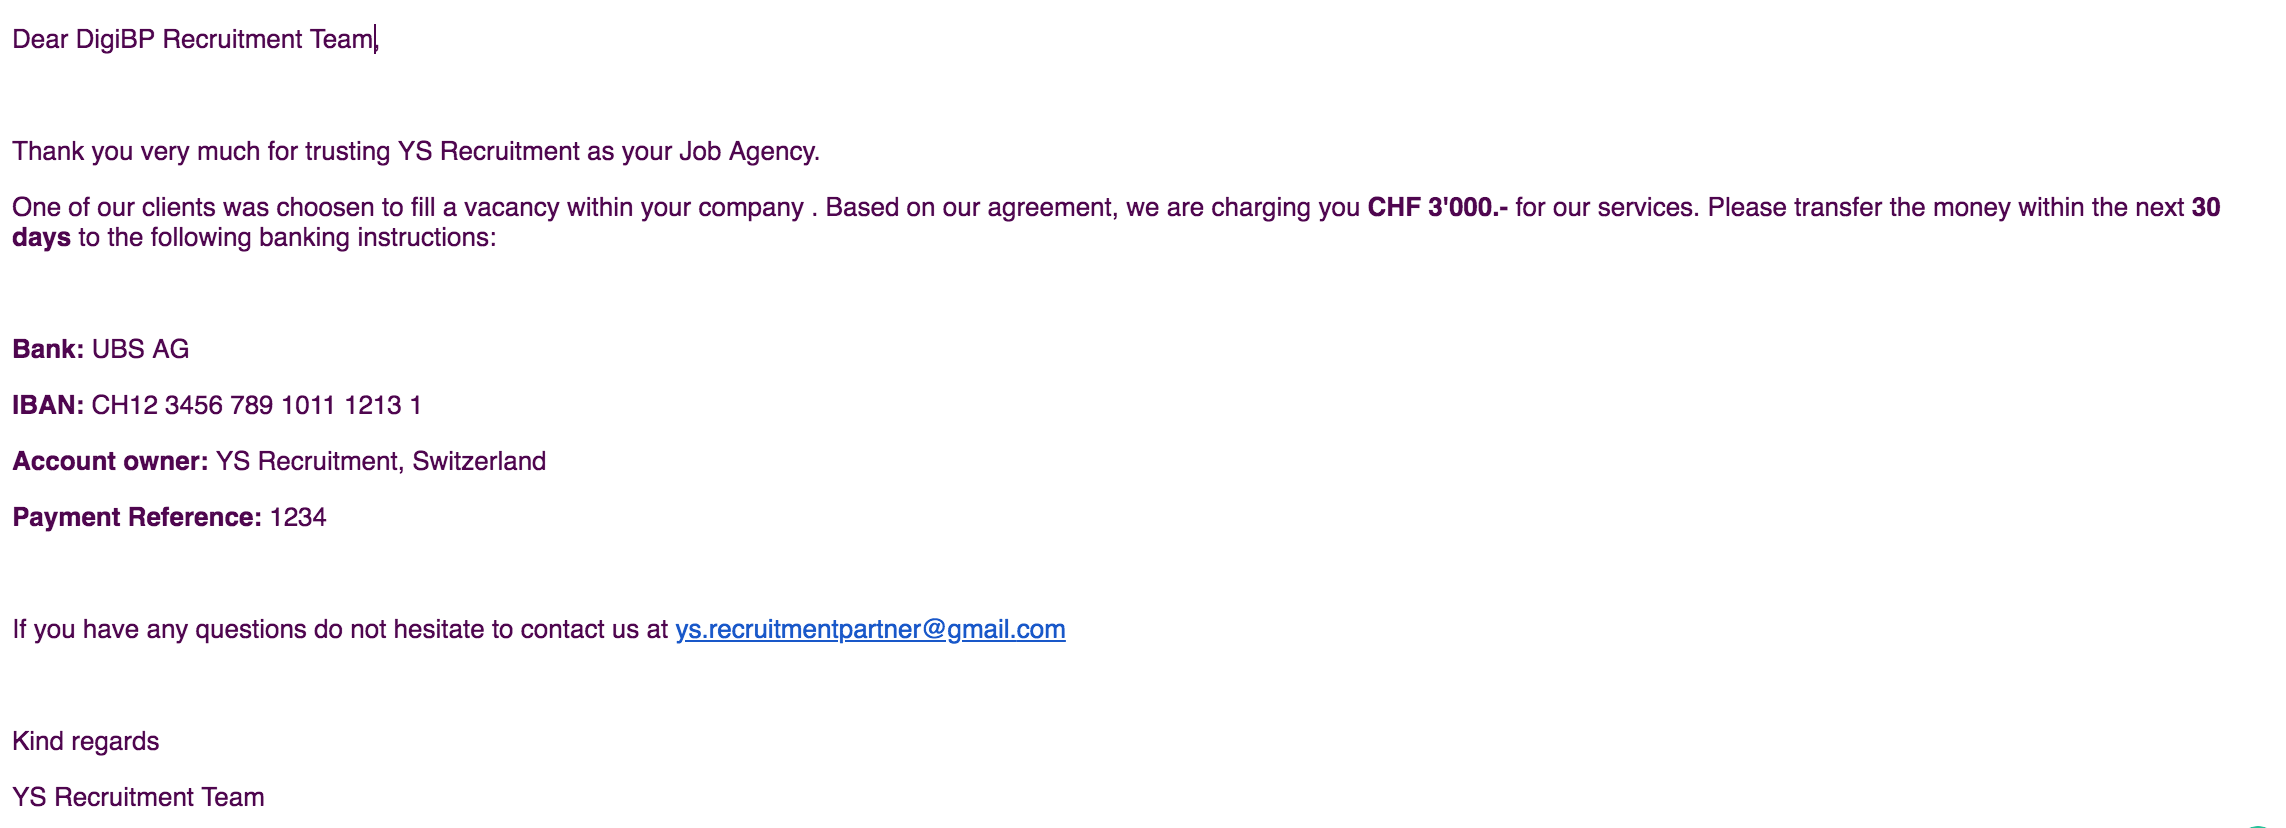 Dear DigiBP Recruitment Team,
Thank you very much for trusting YS Recruitment as your Job Agency.
One of our clients was choosen to fill a vacancy within your company . Based on our agreement, we are charging you CHF 3'000.- for our services. Please transfer the money within the next 30
days to the following banking instructions:
Bank: UBS AG
IBAN: CH12 3456 789 1011 1213 1
Account owner: YS Recruitment, Switzerland
Payment Reference: 1234
If you have any questions do not hesitate to contact us at ys.recruitmentpartner@gmail.com
Kind regards
YS Recruitment Team